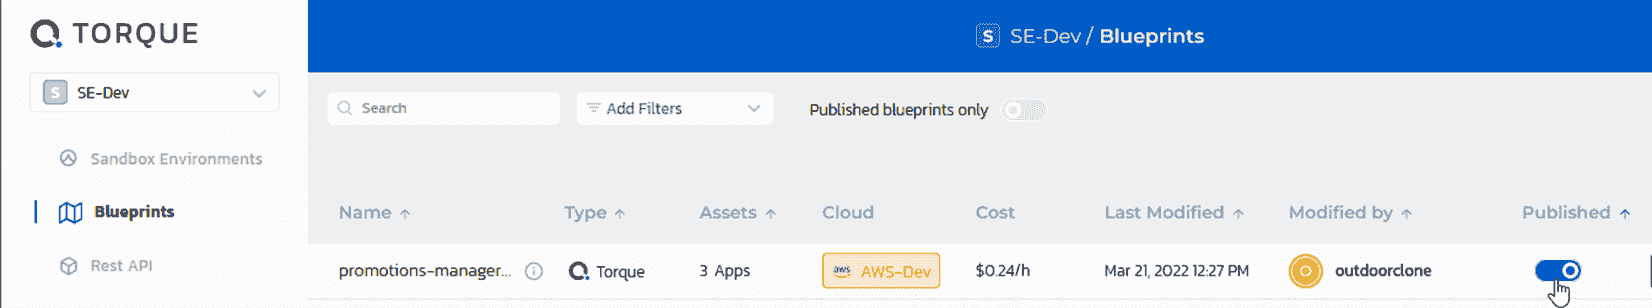 TORQUE
S SE-Dev / Blueprints
S SE-Dev
Search
Add Filters
Published blueprints only
Sandbox Environments
Blueprints
Rest API
Name Type Assets Cloud Cost Last Modified Modified by Published
promotions-manager... Torque 3 Apps aws AWS-Dev $0.24/h Mar 21, 2022 12:27 PM outdoorclone